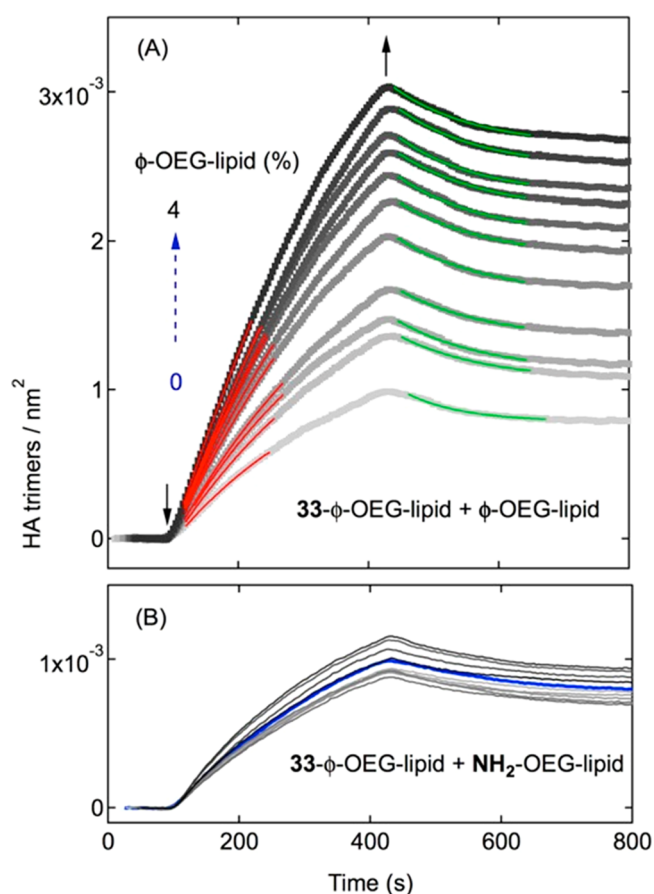 (A)
3x10⁻³
ϕ-OEG-lipid (%)
4
2
0
1
HA trimers / nm²
33-ϕ-OEG-lipid + ϕ-OEG-lipid
0
(B)
1x10⁻³
33-ϕ-OEG-lipid + NH₂-OEG-lipid
0
0 200 400 600 800
Time (s)